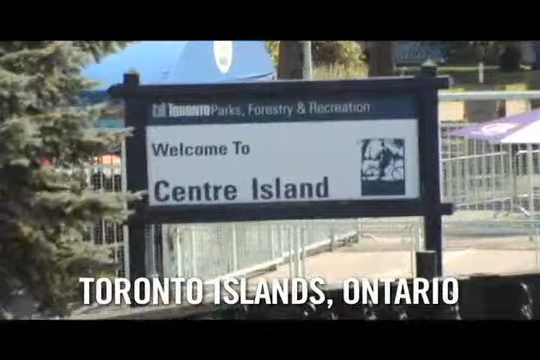 TORONTO Parks, Forestry & Recreation
Welcome To
Centre Island
TORONTO ISLANDS, ONTARIO